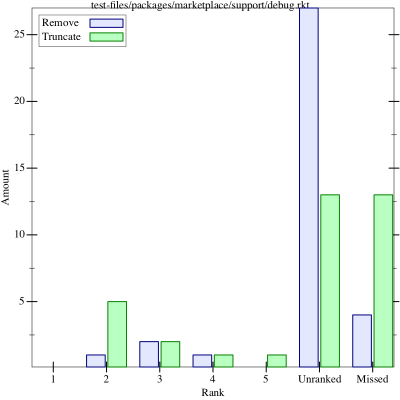 test-files/packages/marketplace/support/debug.rkt
Remove
Truncate
25
20
15
10
5
Amount
1 2 3 4 5 Unranked Missed
Rank